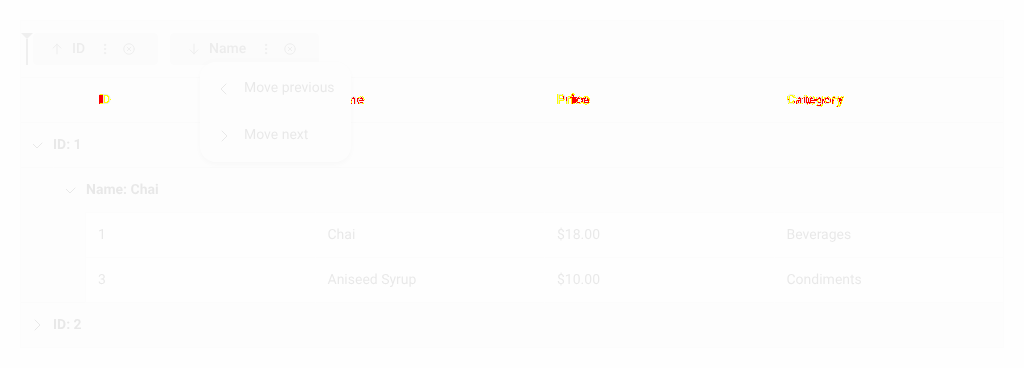 ID Name
Move previous
ID Price Category
Move next
ID: 1
Name: Chai
1 Chai $18.00 Beverages
3 Aniseed Syrup $10.00 Condiments
ID: 2